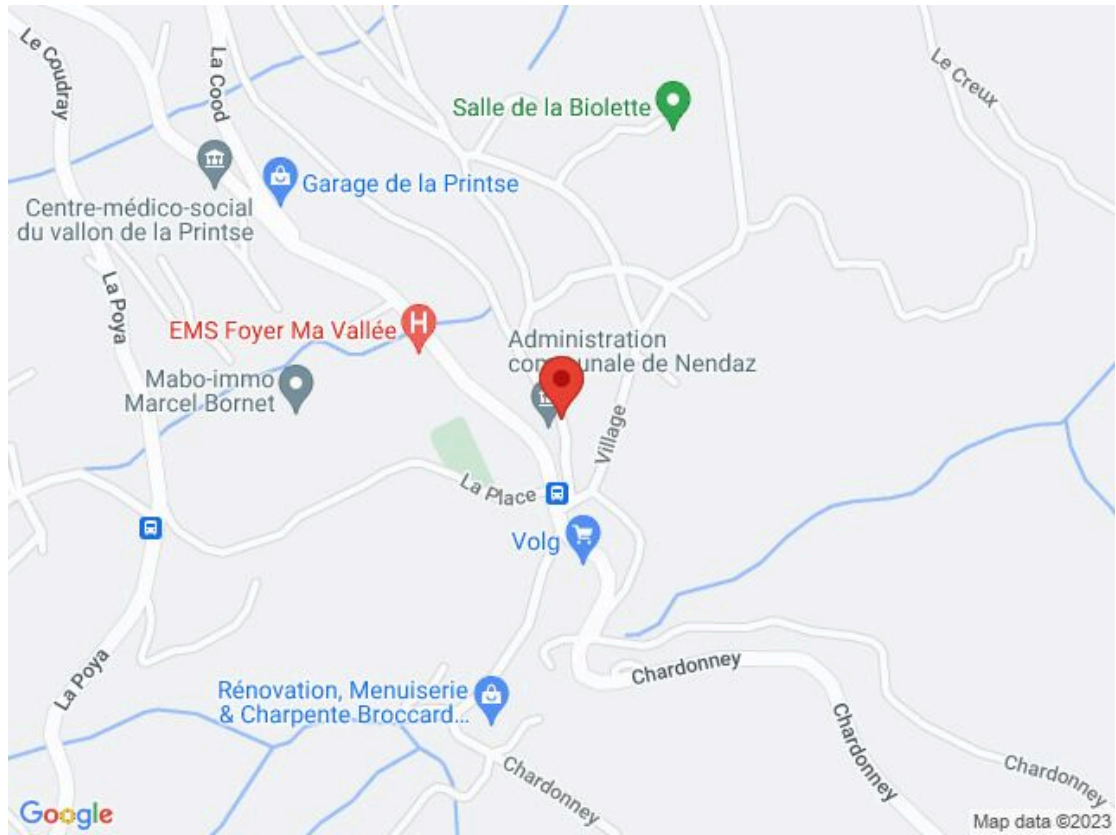 Le Coudray
La Cood
Le Creux
Salle de la Biolette
Garage de la Printse
Centre-médico-social
du vallon de la Printse
La Poya
EMS Foyer Ma Vallée
H
Administration
communale de Nendaz
Mabo-immo
Marcel Bornet
Village
La Place
Volg
Chardonney
La Poya
Rénovation, Menuiserie
& Charpente Broccard...
Chardonney
Chardonney
Chardonney
Google
Map data ©2023